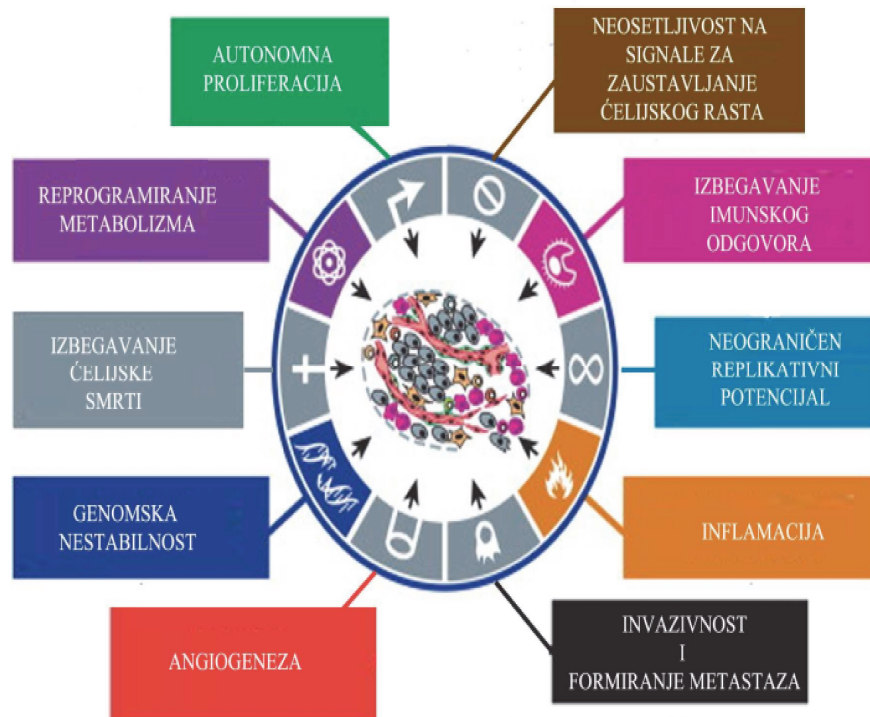 AUTONOMNA
PROLIFERACIJA
NEOSETLJIVOST NA
SIGNALE ZA
ZAUSTAVLJANJE
ĆELIJSKOG RASTA
REPROGRAMIRANJE
METABOLIZMA
IZBEGAVANJE
IMUNSKOG
ODGOVORA
IZBEGAVANJE
ĆELIJSKE
SMRTI
NEOGRANIČEN
REPLIKATIVNI
POTENCIJAL
GENOMSKA
NESTABILNOST
INFLAMACIJA
ANGIOGENEZA
INVAZIVNOST
I
FORMIRANJE METASTAZA